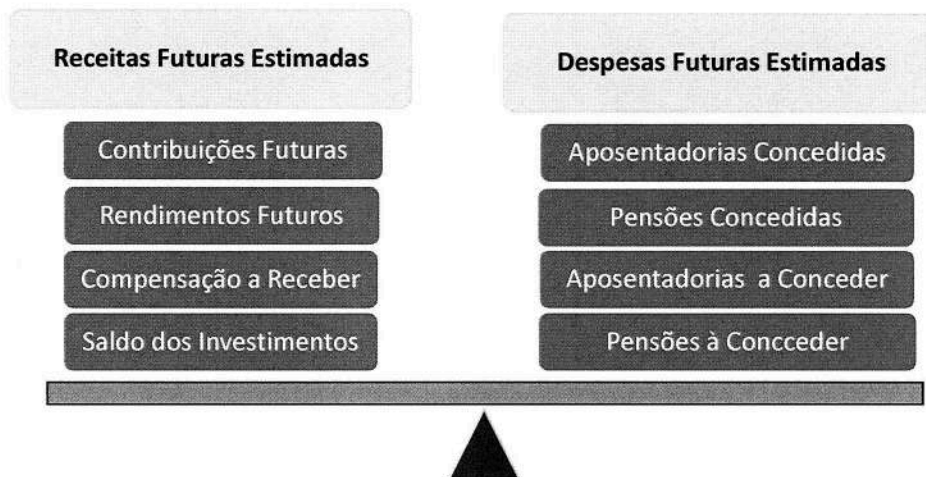 Receitas Futuras Estimadas
Contribuições Futuras
Rendimentos Futuros
Compensação a Receber
Saldo dos Investimentos
Despesas Futuras Estimadas
Aposentadorias Concedidas
Pensões Concedidas
Aposentadorias a Conceder
Pensões à Concceder